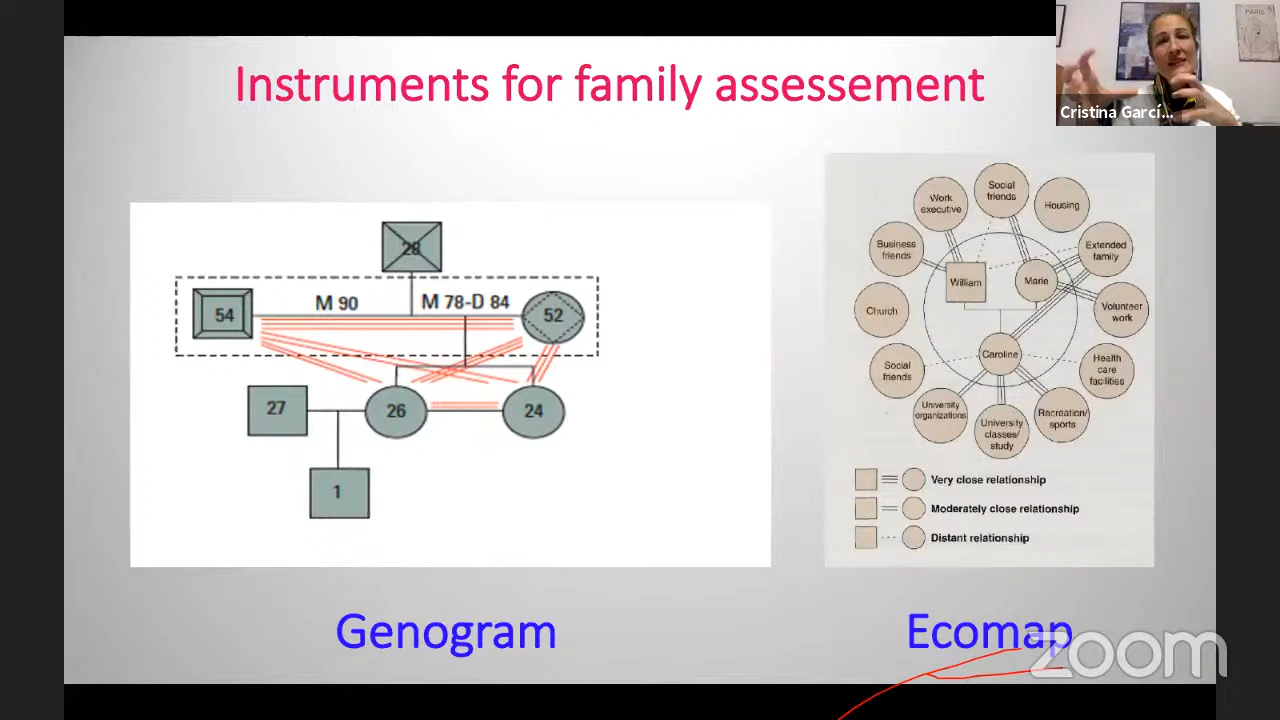 Instruments for family assessement
Cristina Garcí...
28
M 90
M 78-D 84
54
52
27
26
24
1
Genogram
Social
friends
Work
executive
Housing
Business
friends
Extended
family
William
Marie
Church
Volunteer
work
Caroline
Social
friends
Health
care
facilities
University
organizations
University
classes/
study
Recreation/
sports
Very close relationship
Moderately close relationship
Distant relationship
Ecomap
zoom
PARIS